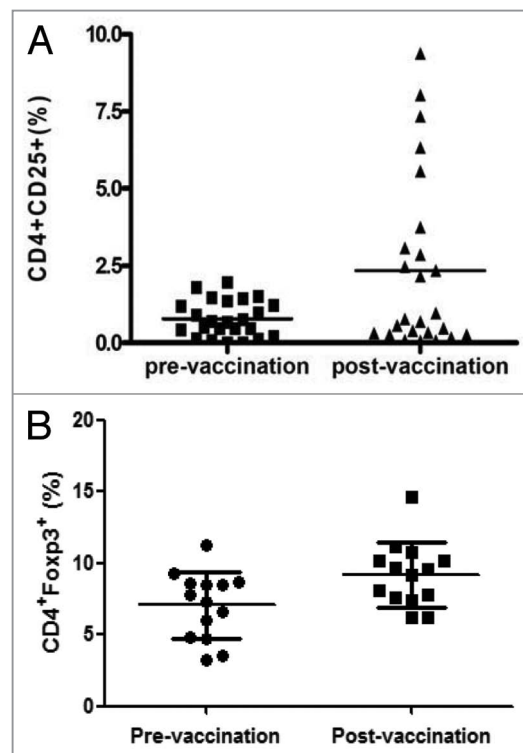 A
10.0
7.5
5.0
2.5
0.0
CD4+CD25+(%)
pre-vaccination post-vaccination
B
20
15
10
5
0
CD4⁺Foxp3⁺ (%)
Pre-vaccination Post-vaccination